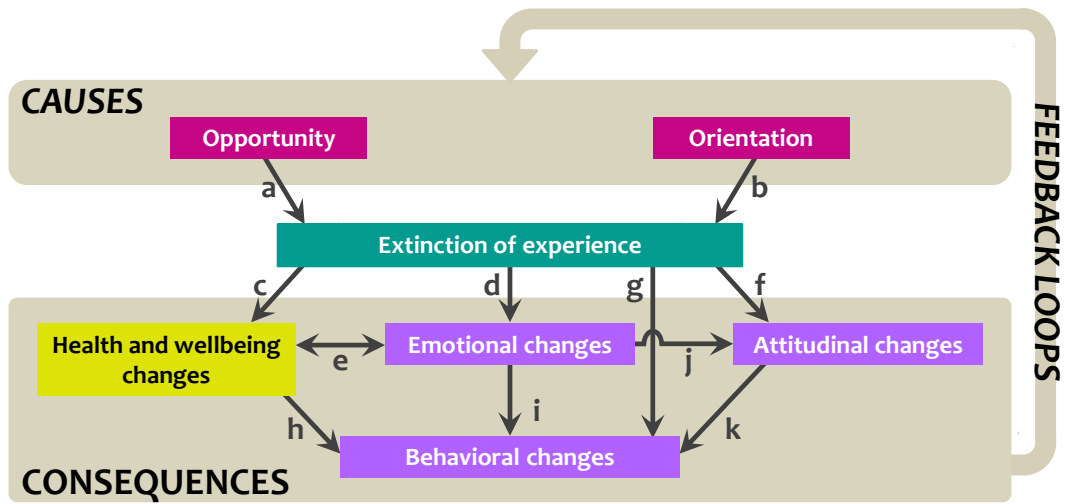 CAUSES
Opportunity
Orientation
a
b
Extinction of experience
c
d
g
f
Health and wellbeing
changes
e
Emotional changes
j
Attitudinal changes
h
i
k
Behavioral changes
CONSEQUENCES
FEEDBACK LOOPS